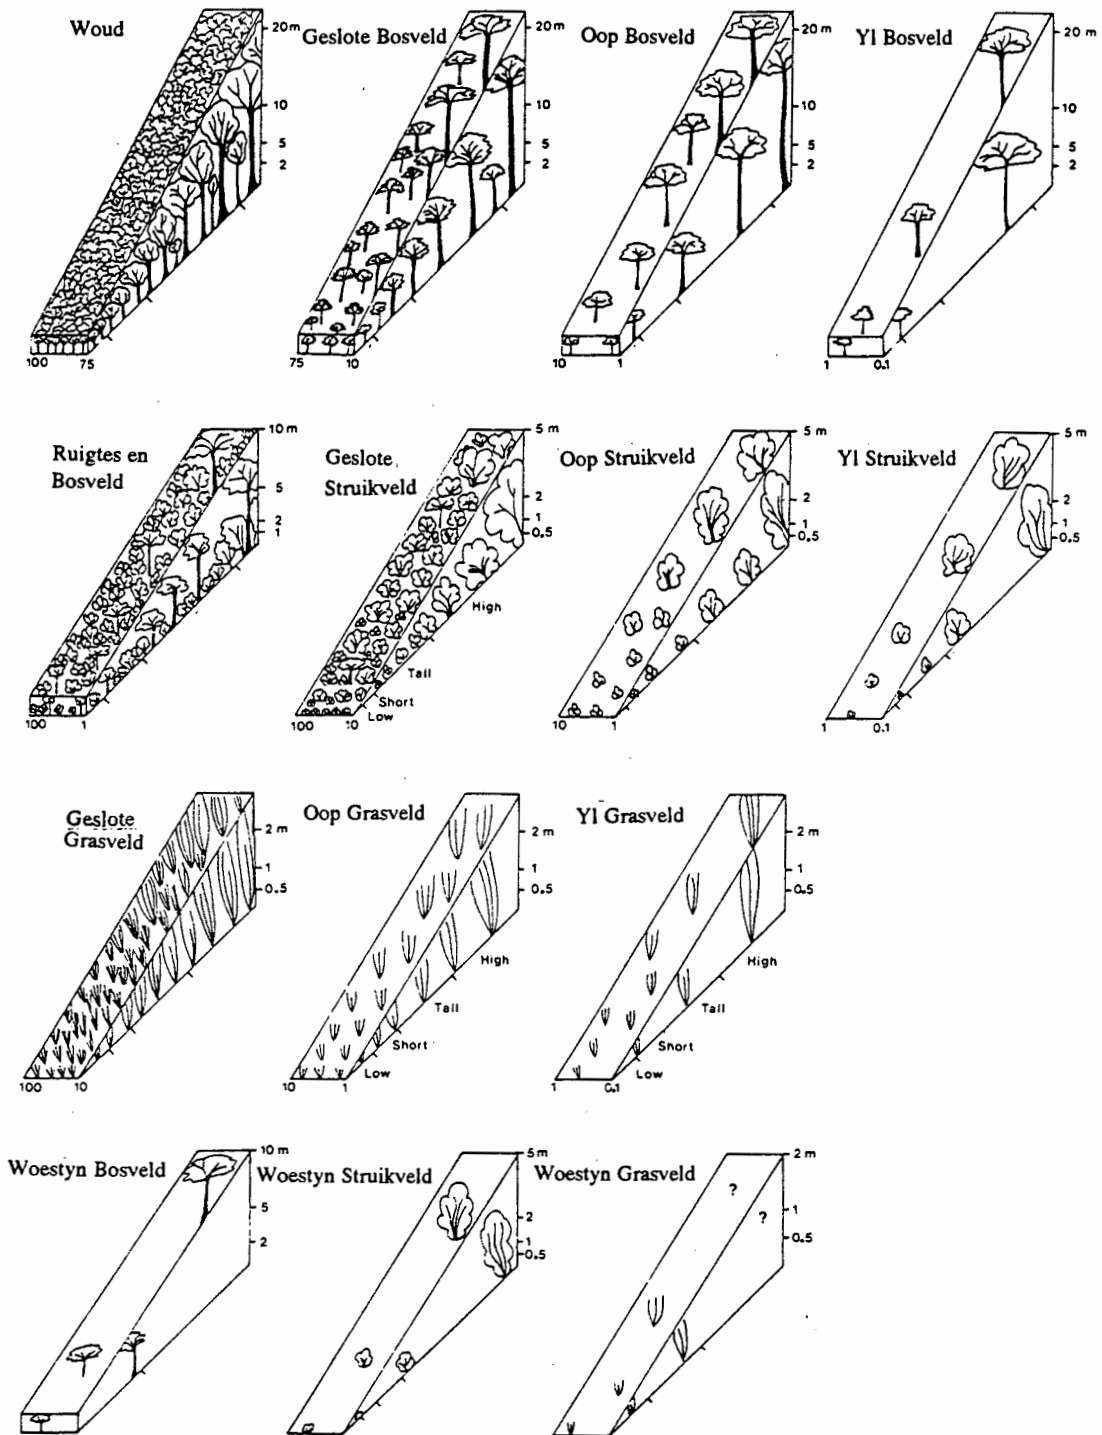 Woud
20m
10
5
2
100 75
Geslote Bosveld
20m
10
5
2
75 10
Oop Bosveld
20m
10
5
2
10 1
Yl Bosveld
20 m
10
5
2
1 0.1
Ruigtes en
Bosveld
10 m
5
2
1
100 1
Geslote
Struikveld
5 m
2
1
0.5
High
Tall
Short
Low
100 10
Oop Struikveld
5 m
2
1
0.5
10 1
Yl Struikveld
5 m
2
1
0.5
1 0.1
Geslote
Grasveld
2 m
1
0.5
100 10
Oop Grasveld
2 m
1
0.5
High
Tall
Short
Low
10 1
Yl Grasveld
2 m
1
0.5
High
Tall
Short
Low
1 0.1
Woestyn Bosveld
10 m
5
2
Woestyn Struikveld
5m
2
1
0.5
Woestyn Grasveld
2 m
1
0.5
?
?